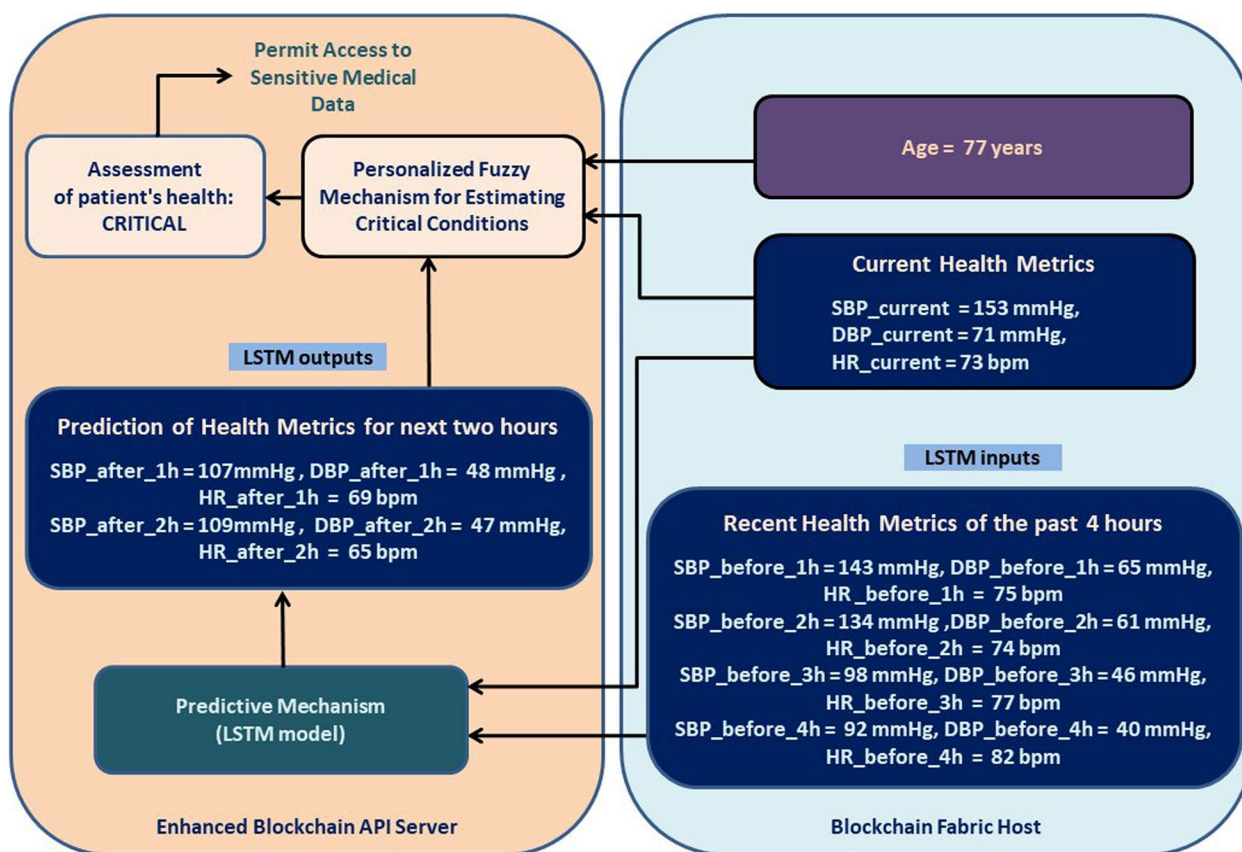 Permit Access to
Sensitive Medical
Data
Assessment
of patient's health:
CRITICAL
Personalized Fuzzy
Mechanism for Estimating
Critical Conditions
LSTM outputs
Prediction of Health Metrics for next two hours
SBP_after_1h = 107mmHg , DBP_after_1h = 48 mmHg ,
HR_after_1h = 69 bpm
SBP_after_2h = 109mmHg , DBP_after_2h = 47 mmHg,
HR_after_2h = 65 bpm
Predictive Mechanism
(LSTM model)
Enhanced Blockchain API Server
Age = 77 years
Current Health Metrics
SBP_current = 153 mmHg,
DBP_current = 71 mmHg,
HR_current = 73 bpm
LSTM inputs
Recent Health Metrics of the past 4 hours
SBP_before_1h = 143 mmHg, DBP_before_1h = 65 mmHg,
HR_before_1h = 75 bpm
SBP_before_2h = 134 mmHg ,DBP_before_2h = 61 mmHg,
HR_before_2h = 74 bpm
SBP_before_3h = 98 mmHg, DBP_before_3h = 46 mmHg,
HR_before_3h = 77 bpm
SBP_before_4h = 92 mmHg, DBP_before_4h = 40 mmHg,
HR_before_4h = 82 bpm
Blockchain Fabric Host